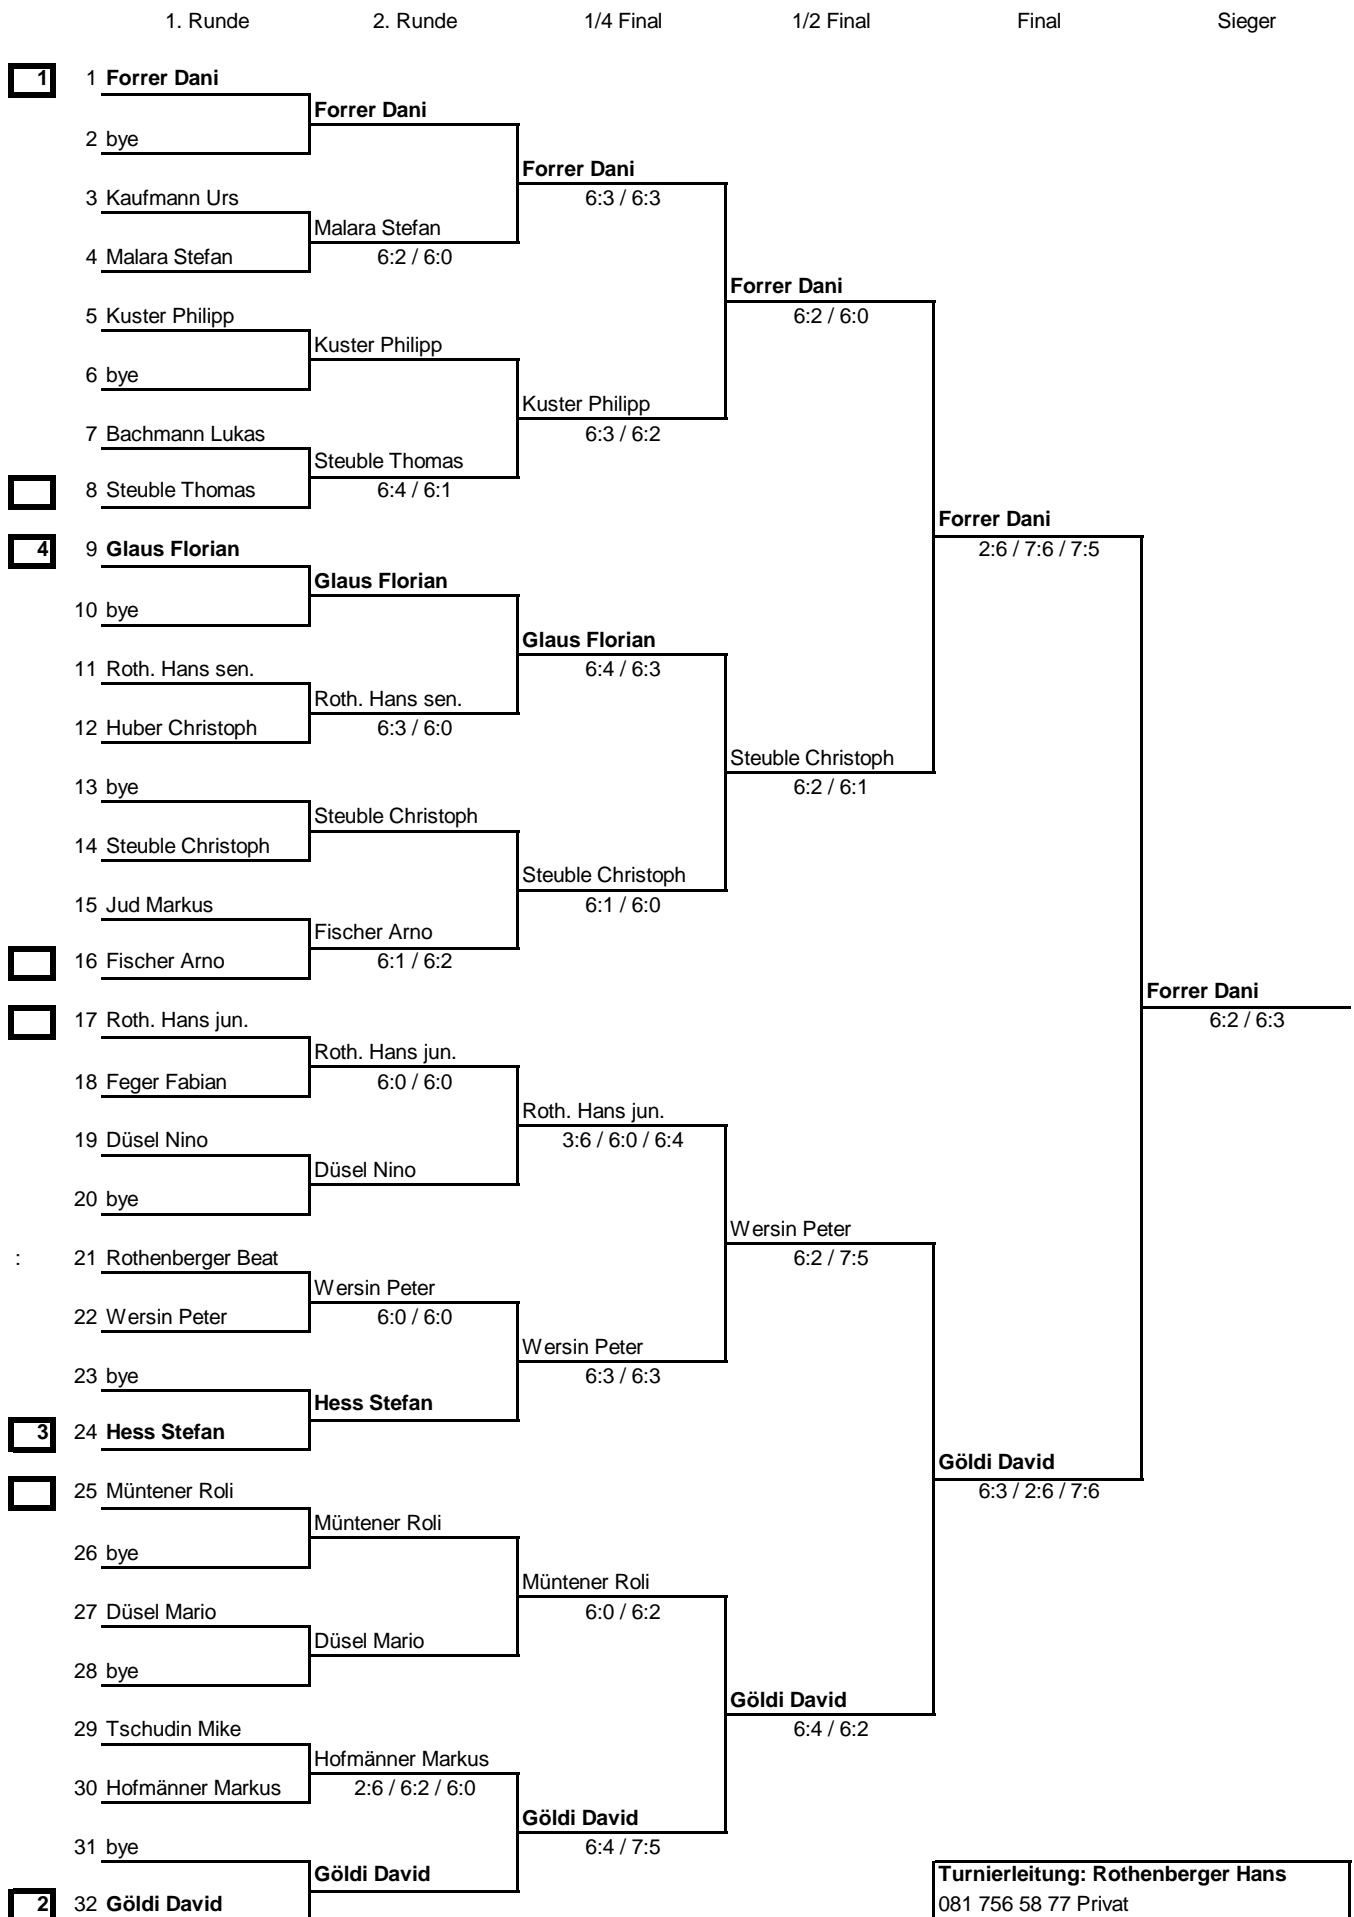 1. Runde 2. Runde 1/4 Final 1/2 Final Final Sieger
1 1 Forrer Dani
Forrer Dani
2 bye
Forrer Dani
3 Kaufmann Urs 6:3 / 6:3
Malara Stefan
4 Malara Stefan 6:2 / 6:0
Forrer Dani
5 Kuster Philipp 6:2 / 6:0
Kuster Philipp
6 bye
Kuster Philipp
7 Bachmann Lukas 6:3 / 6:2
Steuble Thomas
8 Steuble Thomas 6:4 / 6:1
Forrer Dani
4 9 Glaus Florian 2:6 / 7:6 / 7:5
Glaus Florian
10 bye
Glaus Florian
11 Roth. Hans sen. 6:4 / 6:3
Roth. Hans sen.
12 Huber Christoph 6:3 / 6:0
Steuble Christoph
13 bye 6:2 / 6:1
Steuble Christoph
14 Steuble Christoph
Steuble Christoph
15 Jud Markus 6:1 / 6:0
Fischer Arno
16 Fischer Arno 6:1 / 6:2
Forrer Dani
17 Roth. Hans jun. 6:2 / 6:3
Roth. Hans jun.
18 Feger Fabian 6:0 / 6:0
Roth. Hans jun.
19 Düsel Nino 3:6 / 6:0 / 6:4
Düsel Nino
20 bye
Wersin Peter
: 21 Rothenberger Beat 6:2 / 7:5
Wersin Peter
22 Wersin Peter 6:0 / 6:0
Wersin Peter
23 bye 6:3 / 6:3
Hess Stefan
3 24 Hess Stefan
Göldi David
25 Müntener Roli 6:3 / 2:6 / 7:6
Müntener Roli
26 bye
Müntener Roli
27 Düsel Mario 6:0 / 6:2
Düsel Mario
28 bye
Göldi David
29 Tschudin Mike 6:4 / 6:2
Hofmänner Markus
30 Hofmänner Markus 2:6 / 6:2 / 6:0
Göldi David
31 bye 6:4 / 7:5
Göldi David Turnierleitung: Rothenberger Hans
2 32 Göldi David 081 756 58 77 Privat